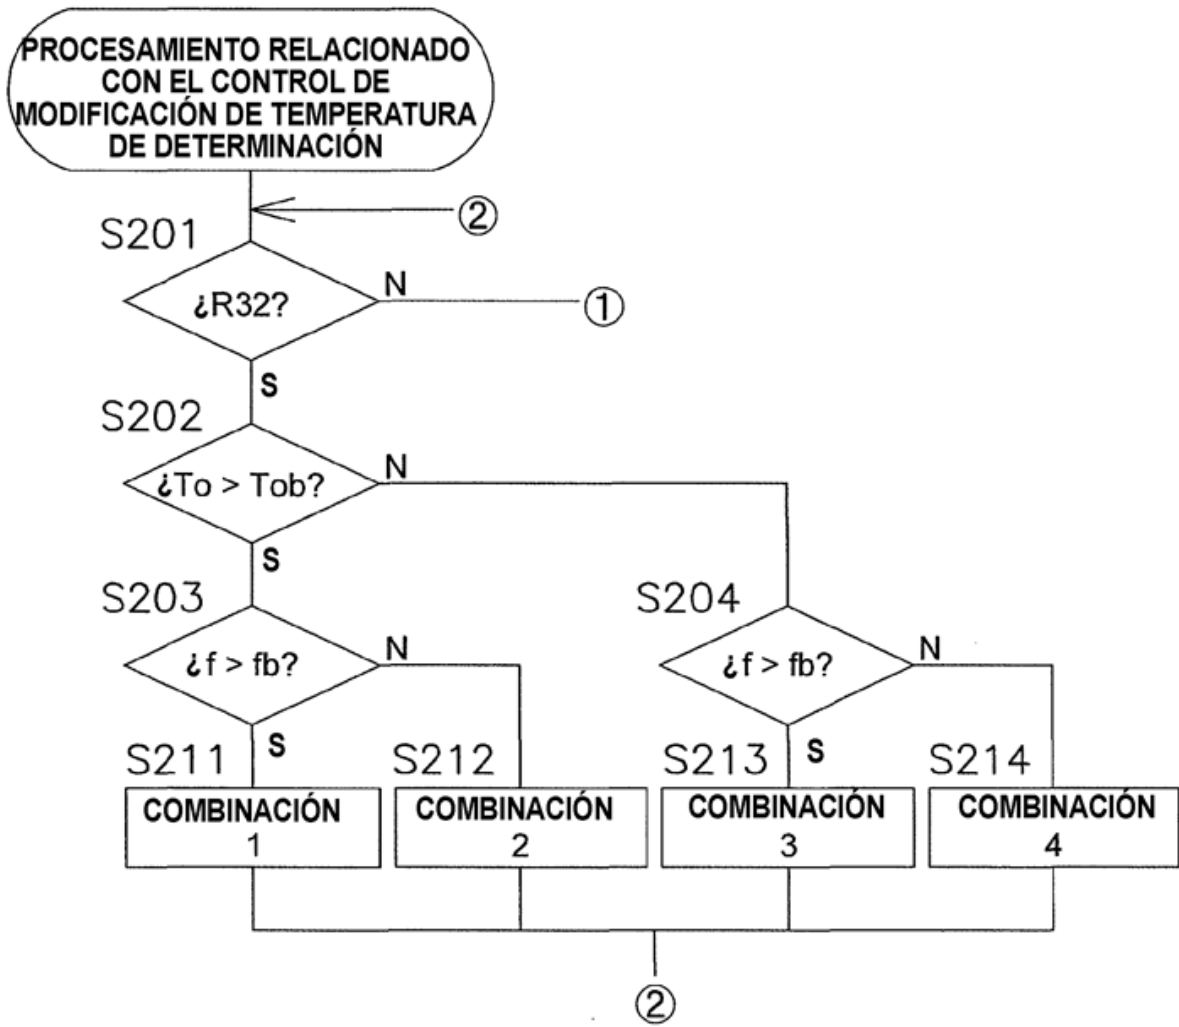 PROCESAMIENTO RELACIONADO
CON EL CONTROL DE
MODIFICACIÓN DE TEMPERATURA
DE DETERMINACIÓN
②
S201
¿R32?
N
①
S
S202
¿To > Tob?
N
S
S203
¿f > fb?
N
S204
¿f > fb?
N
S
S
S211
COMBINACIÓN
1
S212
COMBINACIÓN
2
S213
COMBINACIÓN
3
S214
COMBINACIÓN
4
②